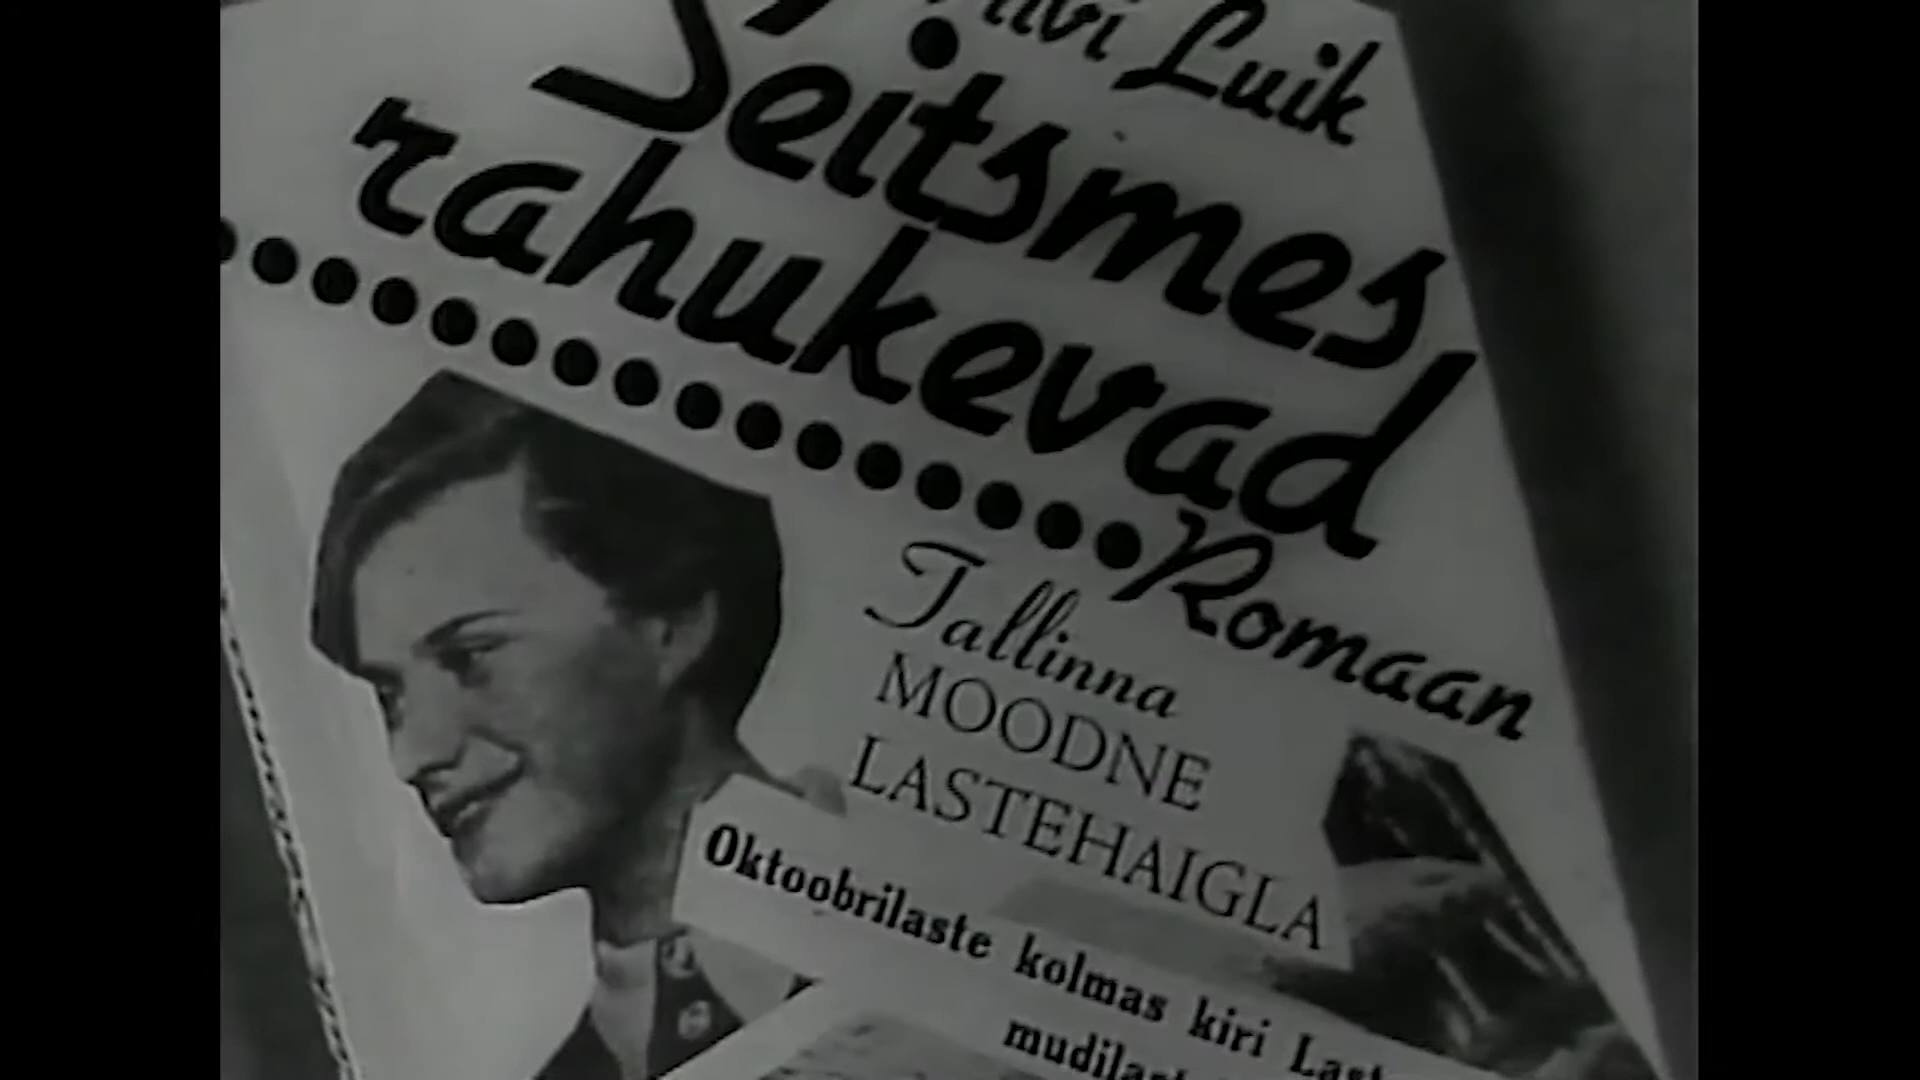 Luik
Seitsmes
rahukevad
Romaan
Tallinna
MOODNE
LASTEHAIGLA
Oktoobrilaste kolmas kiri